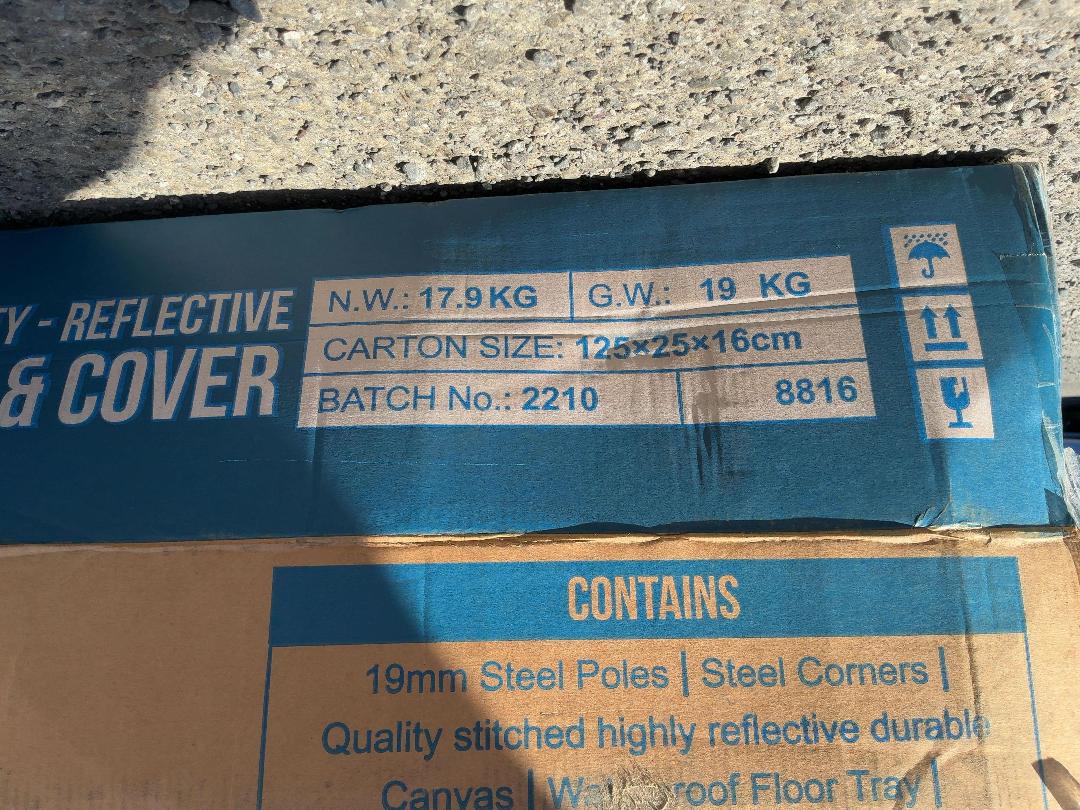 TY - REFLECTIVE
& COVER
N.W.: 17.9 KG G.W.: 19 KG
CARTON SIZE: 125×25×16cm
BATCH No.: 2210 8816
CONTAINS
19mm Steel Poles | Steel Corners |
Quality stitched highly reflective durable
Canvas | Floor Tray |